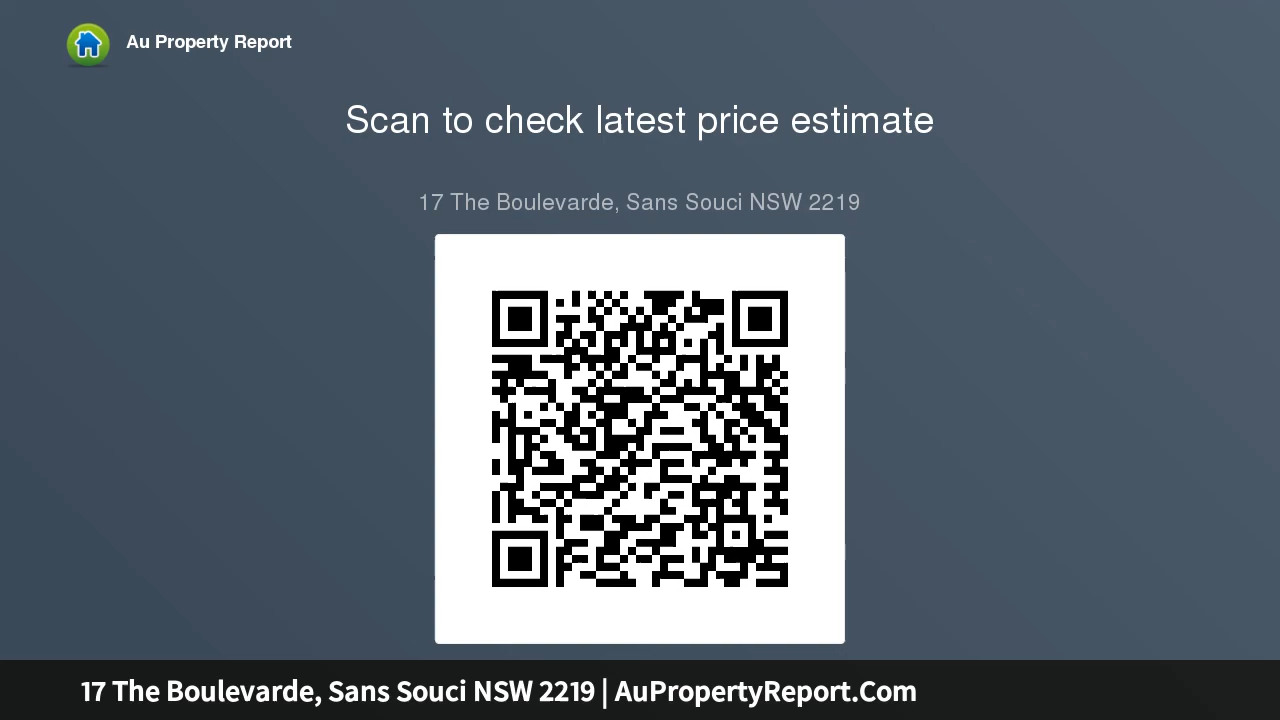 Au Property Report
Scan to check latest price estimate
17 The Boulevarde, Sans Souci NSW 2219
17 The Boulevarde, Sans Souci NSW 2219 | AuPropertyReport.Com